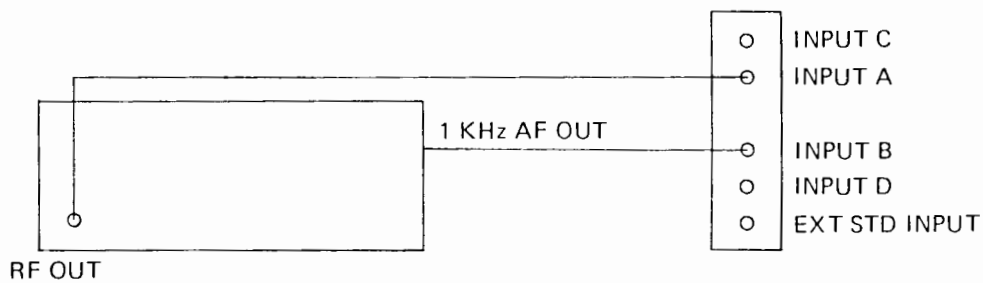 INPUT C
INPUT A
1 KHz AF OUT
INPUT B
INPUT D
EXT STD INPUT
RF OUT